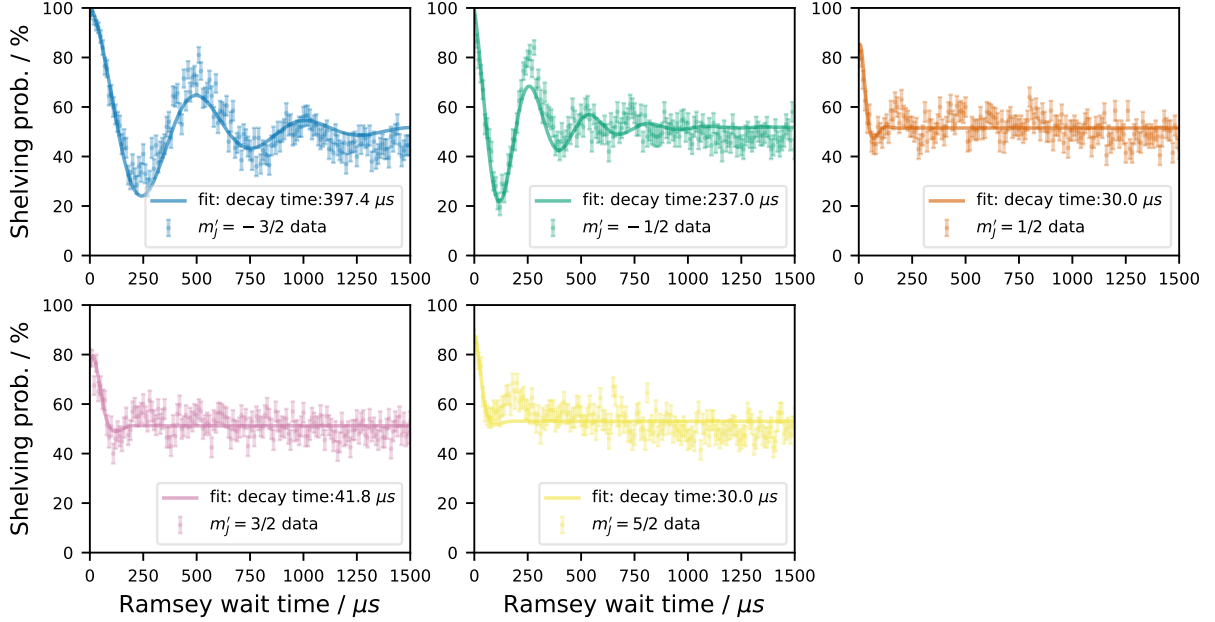 Shelving prob. / %
100
80
60
40
20
0
0 250 500 750 1000 1250 1500
fit: decay time:397.4 μs
m′J = − 3/2 data
100
80
60
40
20
0
0 250 500 750 1000 1250 1500
fit: decay time:237.0 μs
m′J = − 1/2 data
100
80
60
40
20
0
0 250 500 750 1000 1250 1500
fit: decay time:30.0 μs
m′J = 1/2 data
Shelving prob. / %
100
80
60
40
20
0
0 250 500 750 1000 1250 1500
fit: decay time:41.8 μs
m′J = 3/2 data
Ramsey wait time / μs
100
80
60
40
20
0
0 250 500 750 1000 1250 1500
fit: decay time:30.0 μs
m′J = 5/2 data
Ramsey wait time / μs